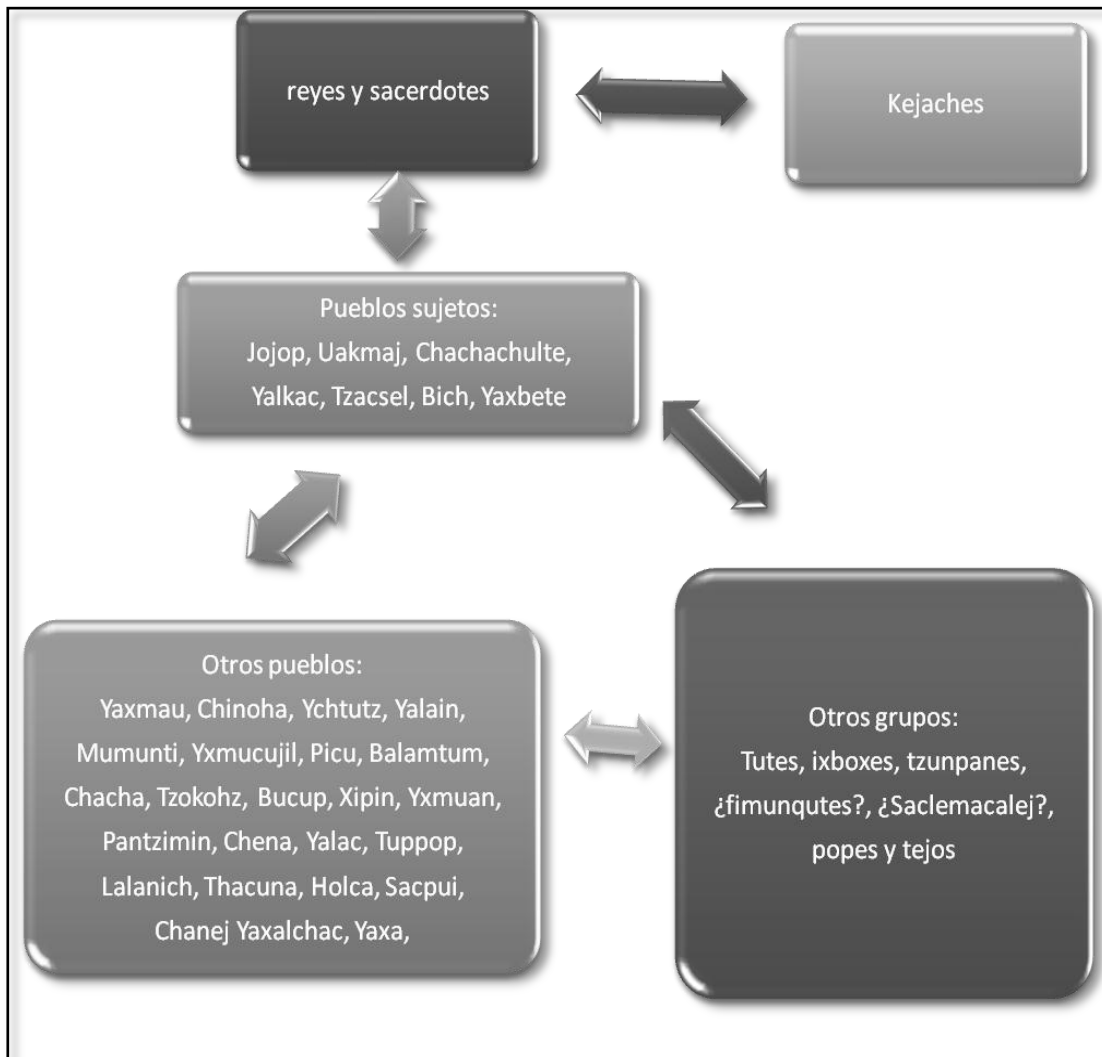 reyes y sacerdotes
Kejaches
Pueblos sujetos:
Jojop, Uakmaj, Chachachulte,
Yalkac, Tzacsel, Bich, Yaxbete
Otros pueblos:
Yaxmau, Chinoha, Ychtutz, Yalain,
Mumunti, Yxmucujil, Picu, Balamtum,
Chacha, Tzokohz, Bucup, Xipin, Yxmuan,
Pantzimin, Chena, Yalac, Tuppop,
Lalanich, Thacuna, Holca, Sacpui,
Chanej Yaxalchac, Yaxa,
Otros grupos:
Tutes, ixboxes, tzunpanes,
¿fimunqutes?, ¿Saclemacalej?,
popes y tejos